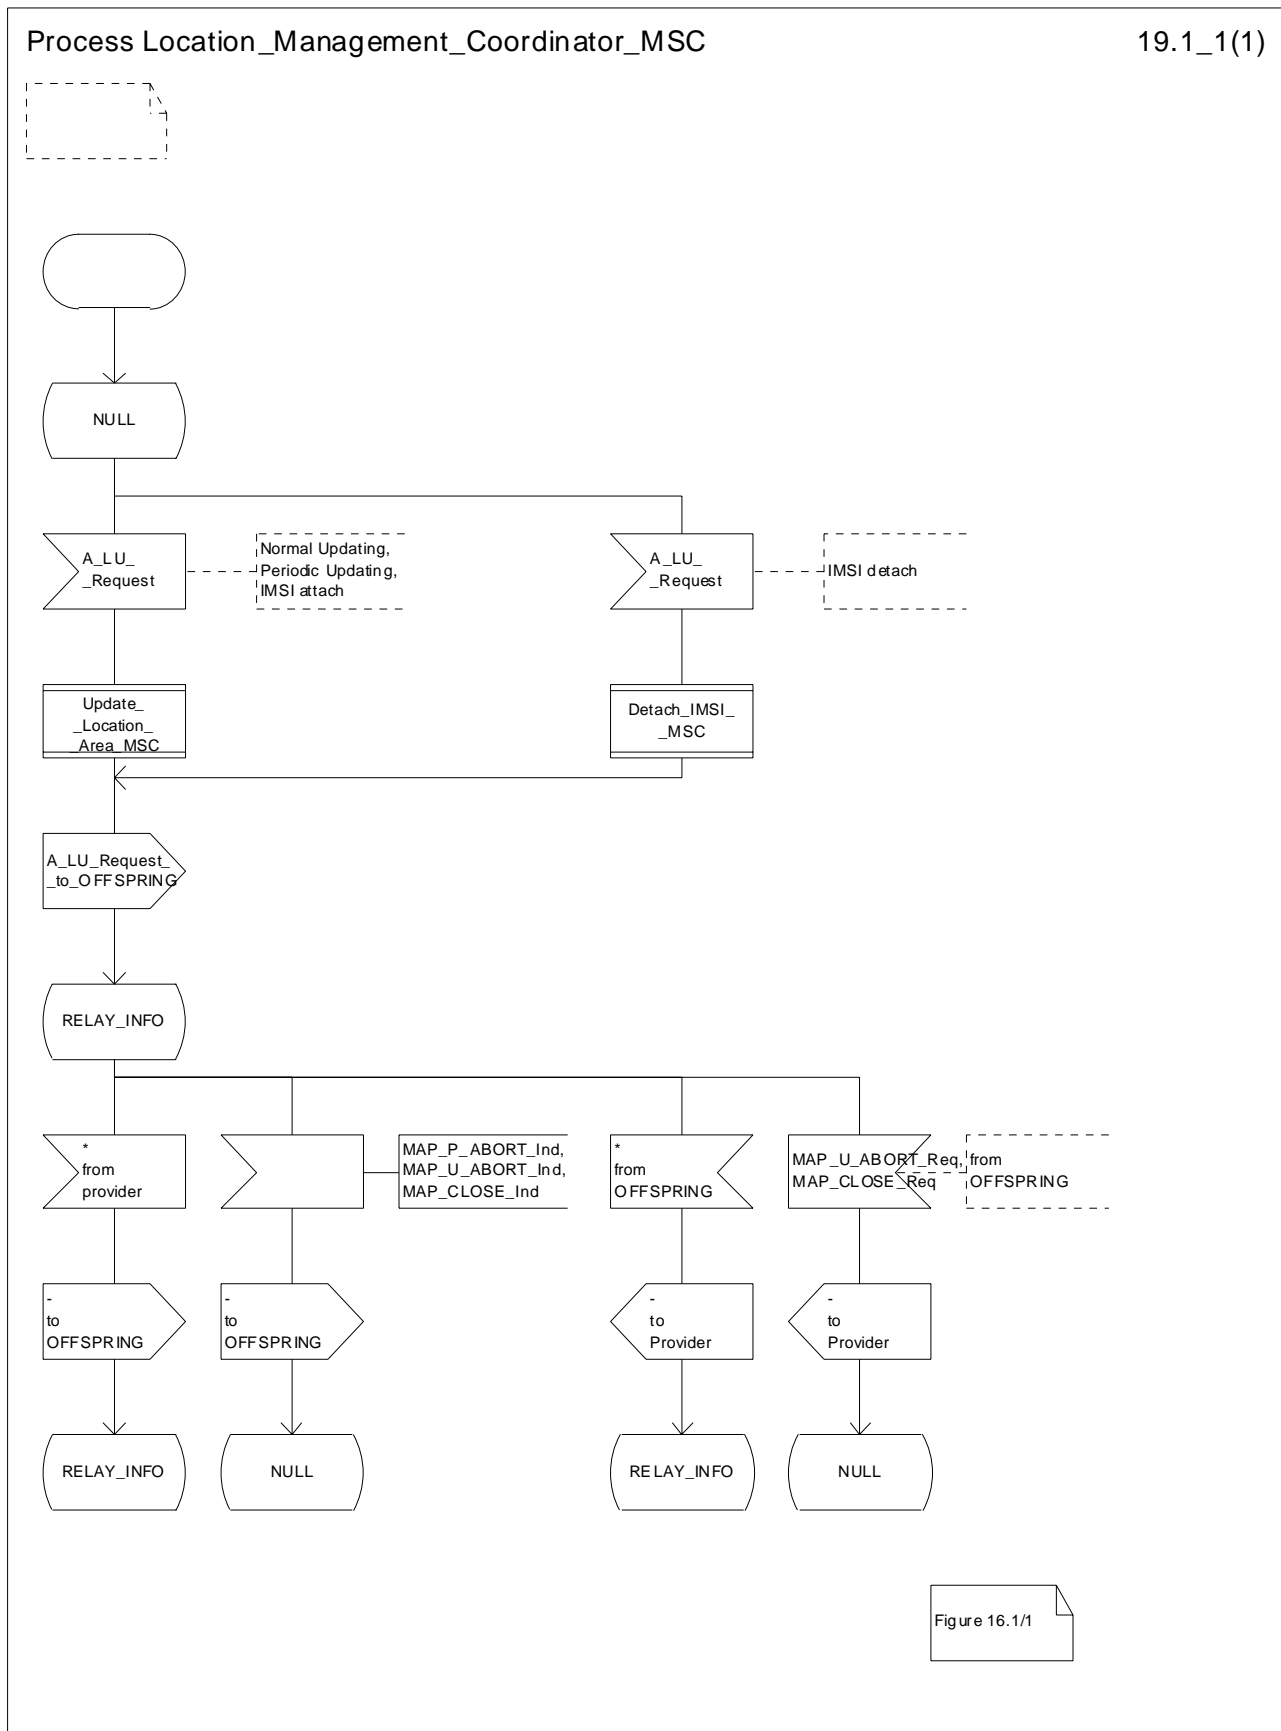 Process Location_Management_Coordinator_MSC
19.1_1(1)
NULL
A_LU_
_Request
Normal Updating,
Periodic Updating,
IMSI attach
A_LU_
_Request
IMSI detach
Update_
_Location_
_Area_MSC
Detach_IMSI_
_MSC
A_LU_Request_
_to_OFFSPRING
RELAY_INFO
*
from
provider
MAP_P_ABORT_Ind,
MAP_U_ABORT_Ind,
MAP_CLOSE_Ind
*
from
OFFSPRING
MAP_U_ABORT_Req,
MAP_CLOSE_Req
from
OFFSPRING
-
to
OFFSPRING
-
to
OFFSPRING
-
to
Provider
-
to
Provider
RELAY_INFO
NULL
RELAY_INFO
NULL
Figure 16.1/1